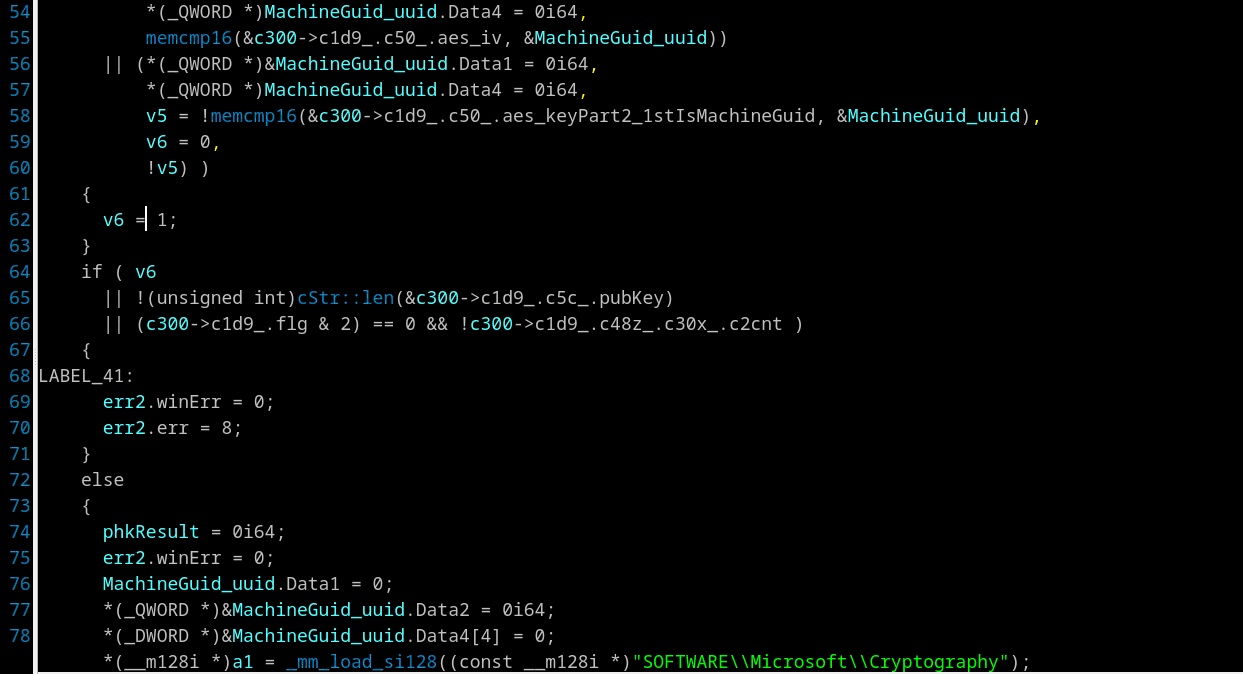 54 *(_QWORD *)MachineGuid_uuid.Data4 = 0i64,
55 memcmp16(&c300->c1d9_.c50_.aes_iv, &MachineGuid_uuid))
56 || (*(_QWORD *)&MachineGuid_uuid.Data1 = 0i64,
57 *(_QWORD *)MachineGuid_uuid.Data4 = 0i64,
58 v5 = !memcmp16(&c300->c1d9_.c50_.aes_keyPart2_1stIsMachineGuid, &MachineGuid_uuid),
59 v6 = 0,
60 !v5) )
61 {
62 v6 = 1;
63 }
64 if ( v6
65 || !(unsigned int)cStr::len(&c300->c1d9_.c5c_.pubKey)
66 || (c300->c1d9_.flg & 2) == 0 && !c300->c1d9_.c48z_.c30x_.c2cnt )
67 {
68 LABEL_41:
69 err2.winErr = 0;
70 err2.err = 8;
71 }
72 else
73 {
74 phkResult = 0i64;
75 err2.winErr = 0;
76 MachineGuid_uuid.Data1 = 0;
77 *(_QWORD *)&MachineGuid_uuid.Data2 = 0i64;
78 *(_DWORD *)&MachineGuid_uuid.Data4[4] = 0;
*(__m128i *)a1 = _mm_load_si128((const __m128i *)"SOFTWARE\\Microsoft\\Cryptography");